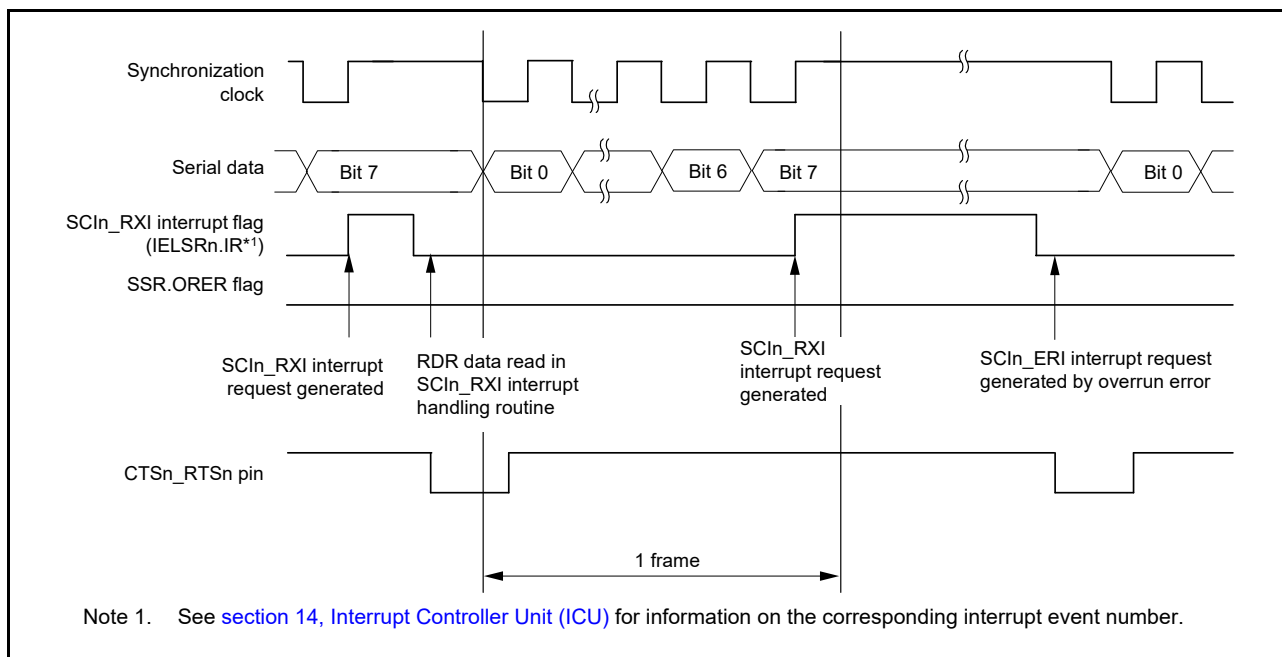 Synchronization
clock
Serial data
Bit 7
Bit 0
Bit 6
Bit 7
Bit 0
SCIn_RXI interrupt flag
(IELSRn.IR*1)
SSR.ORER flag
SCIn_RXI interrupt
request generated
RDR data read in
SCIn_RXI interrupt
handling routine
SCIn_RXI
interrupt request
generated
SCIn_ERI interrupt request
generated by overrun error
CTSn_RTSn pin
1 frame
Note 1. See section 14, Interrupt Controller Unit (ICU) for information on the corresponding interrupt event number.